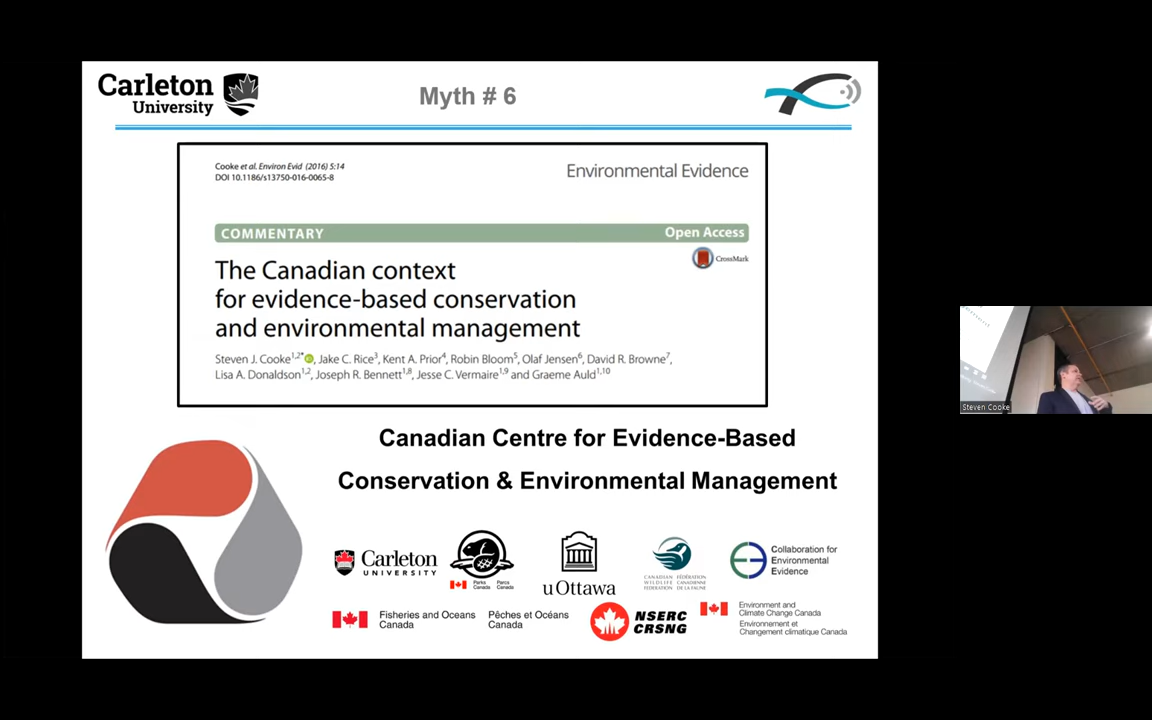 Carleton
University
Myth # 6
Cooke et al. Environ Evid (2016) 5:14
DOI 10.1186/s13750-016-0065-8
Environmental Evidence
COMMENTARY
Open Access
CrossMark
The Canadian context
for evidence-based conservation
and environmental management
Steven J. Cooke1,2*, Jake C. Rice3, Kent A. Prior4, Robin Bloom5, Olaf Jensen6, David R. Browne7,
Lisa A. Donaldson1,2, Joseph R. Bennett1,8, Jesse C. Vermaire1,9 and Graeme Auld1,10
Steven Cooke
Canadian Centre for Evidence-Based
Conservation & Environmental Management
Carleton
UNIVERSITY
Parks Canada
Parcs Canada
uOttawa
CANADIAN WILDLIFE FEDERATION
FÉDÉRATION CANADIENNE DE LA FAUNE
Collaboration for
Environmental
Evidence
Fisheries and Oceans
Canada
Pêches et Océans
Canada
NSERC
CRSNG
Environment and
Climate Change Canada
Environnement et
Changement climatique Canada